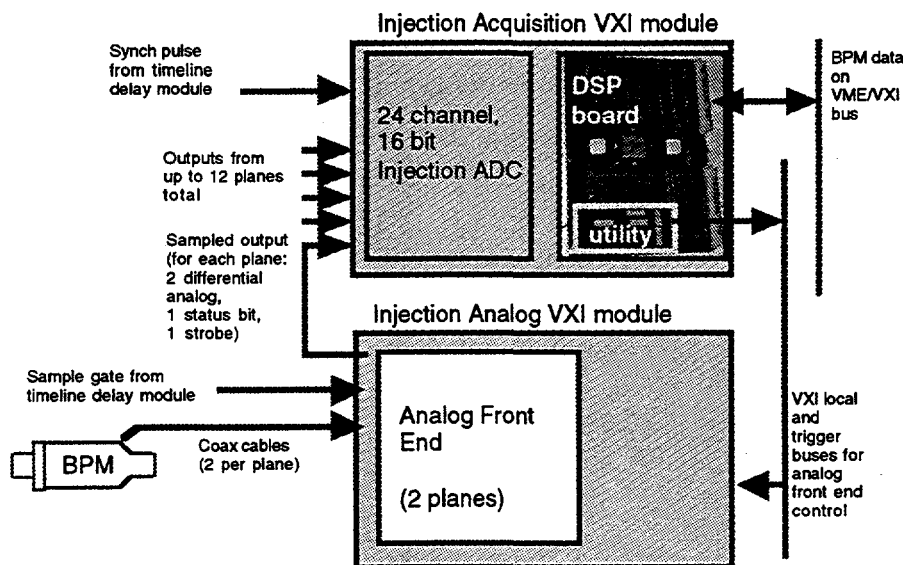 Injection Acquisition VXI module
Synch pulse
from timeline
delay module
24 channel,
16 bit
Injection ADC
DSP
board
utility
BPM data
on
VME/VXI
bus
Outputs from
up to 12 planes
total
Sampled output
(for each plane:
2 differential
analog,
1 status bit,
1 strobe)
Injection Analog VXI module
Sample gate from
timeline delay module
BPM
Coax cables
(2 per plane)
Analog Front
End
(2 planes)
VXI local
and
trigger
buses for
analog
front end
control